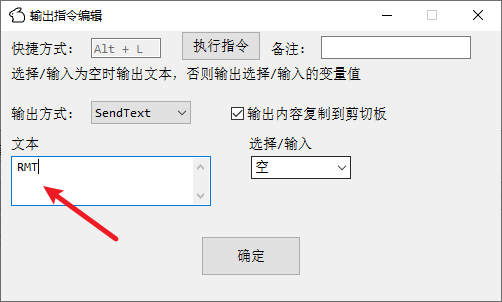 输出指令编辑
快捷方式： Alt + L 执行指令 备注：
选择/输入为空时输出文本，否则输出选择/输入的变量值
输出方式： SendText 输出内容复制到剪切板
文本 选择/输入
RMT 空
确定